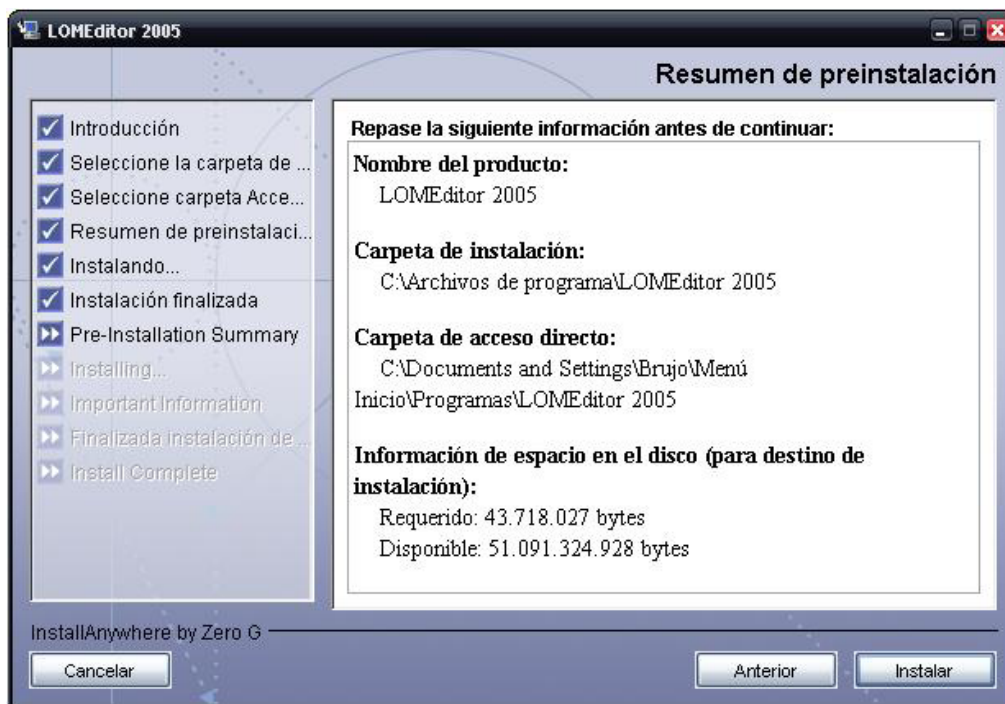 LOMEditor 2005
Resumen de preinstalación
Introducción
Seleccione la carpeta de ...
Seleccione carpeta Acce...
Resumen de preinstalaci...
Instalando...
Instalación finalizada
Pre-Installation Summary
Installing...
Important Information
Finalizada instalación de ...
Install Complete
Repase la siguiente información antes de continuar:
Nombre del producto:
LOMEditor 2005
Carpeta de instalación:
C:\Archivos de programa\LOMEditor 2005
Carpeta de acceso directo:
C:\Documents and Settings\Brujo\Menú
Inicio\Programas\LOMEditor 2005
Información de espacio en el disco (para destino de
instalación):
Requerido: 43.718.027 bytes
Disponible: 51.091.324.928 bytes
InstallAnywhere by Zero G
Cancelar
Anterior
Instalar